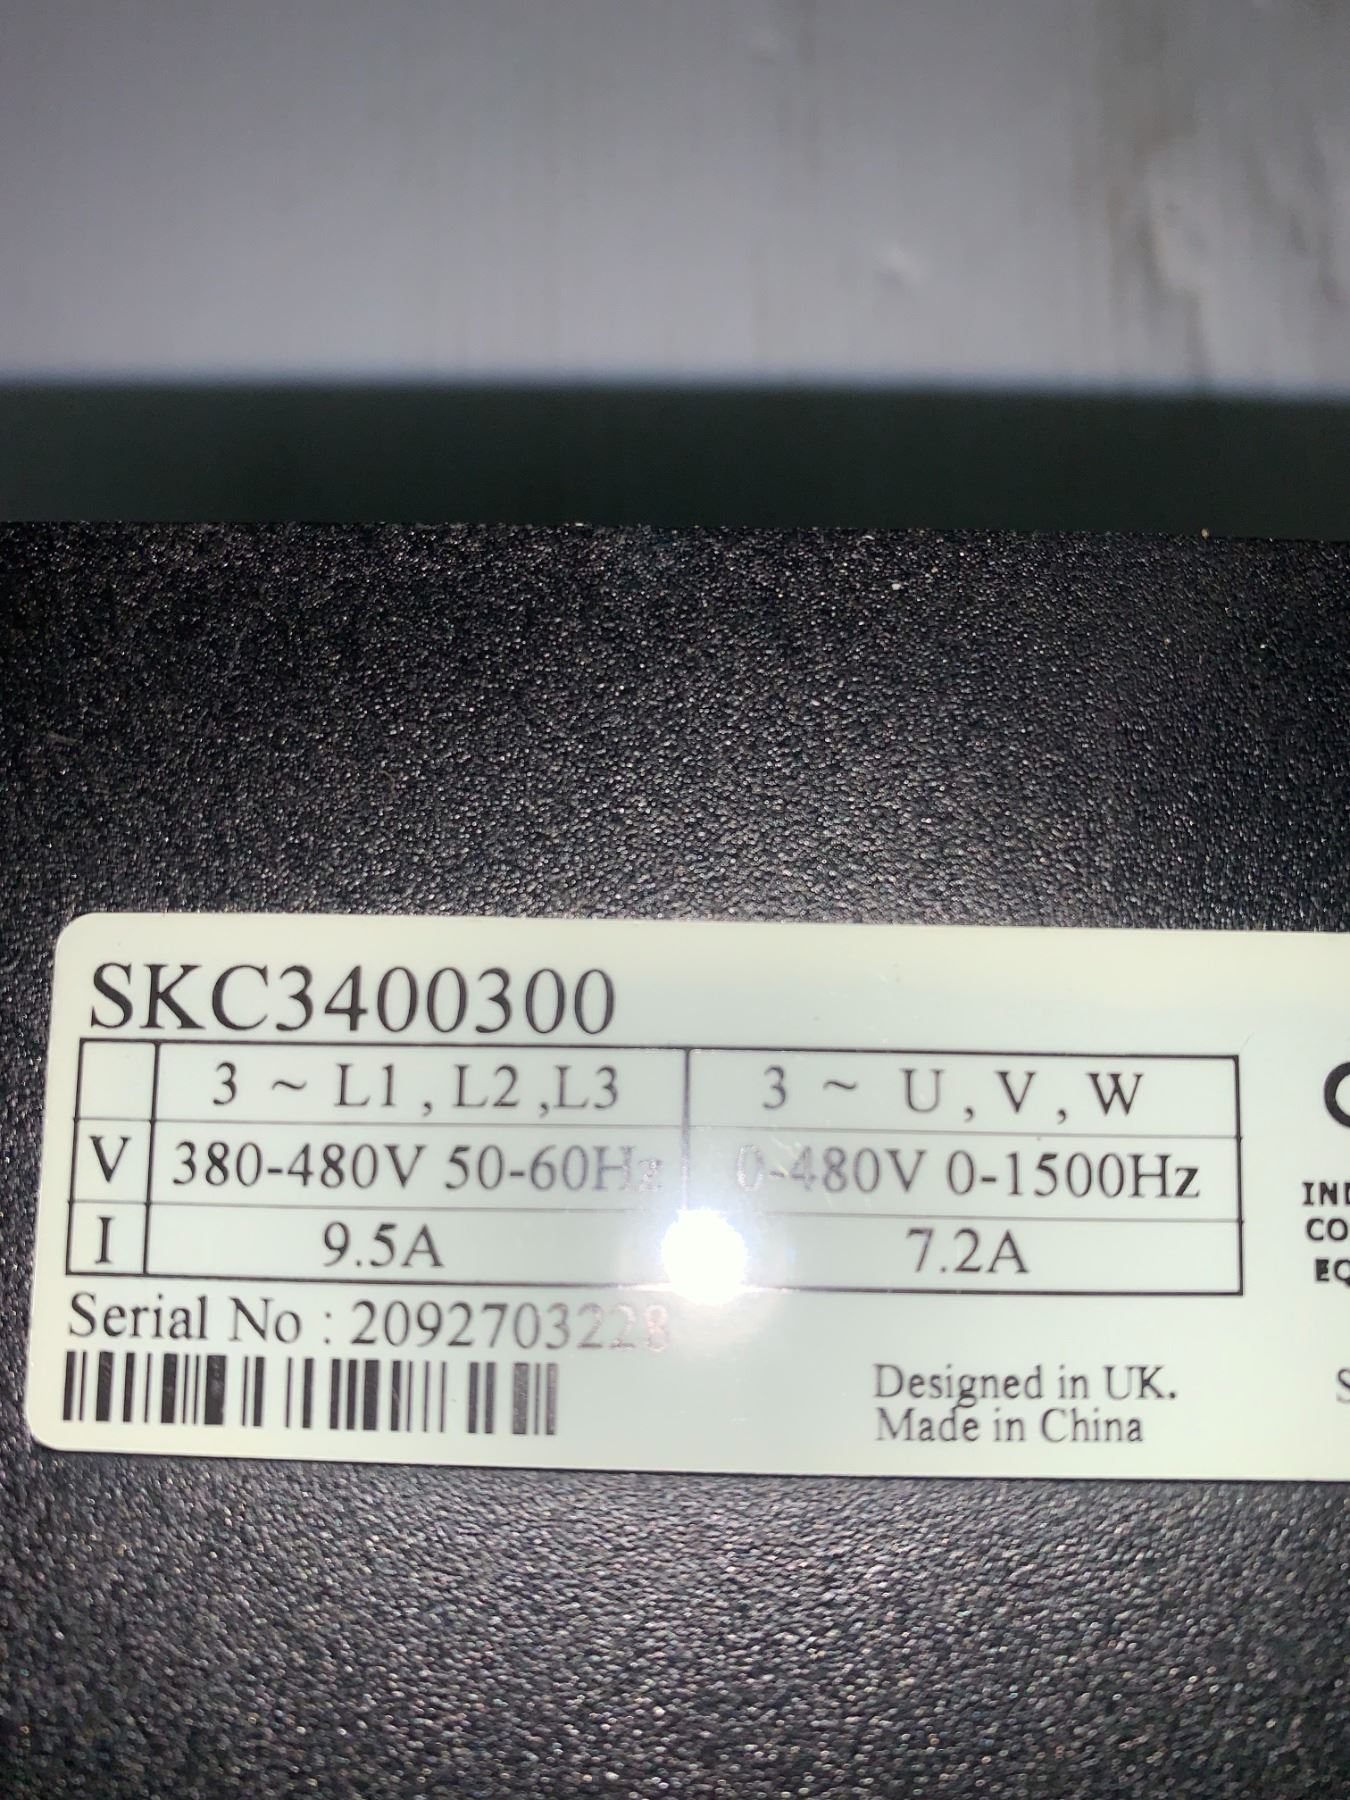 SKC3400300
3 ~ L1 , L2 ,L3 3 ~ U , V , W
V 380-480V 50-60Hz 0-480V 0-1500Hz
I 9.5A 7.2A
Serial No : 2092703228
Designed in UK.
Made in China